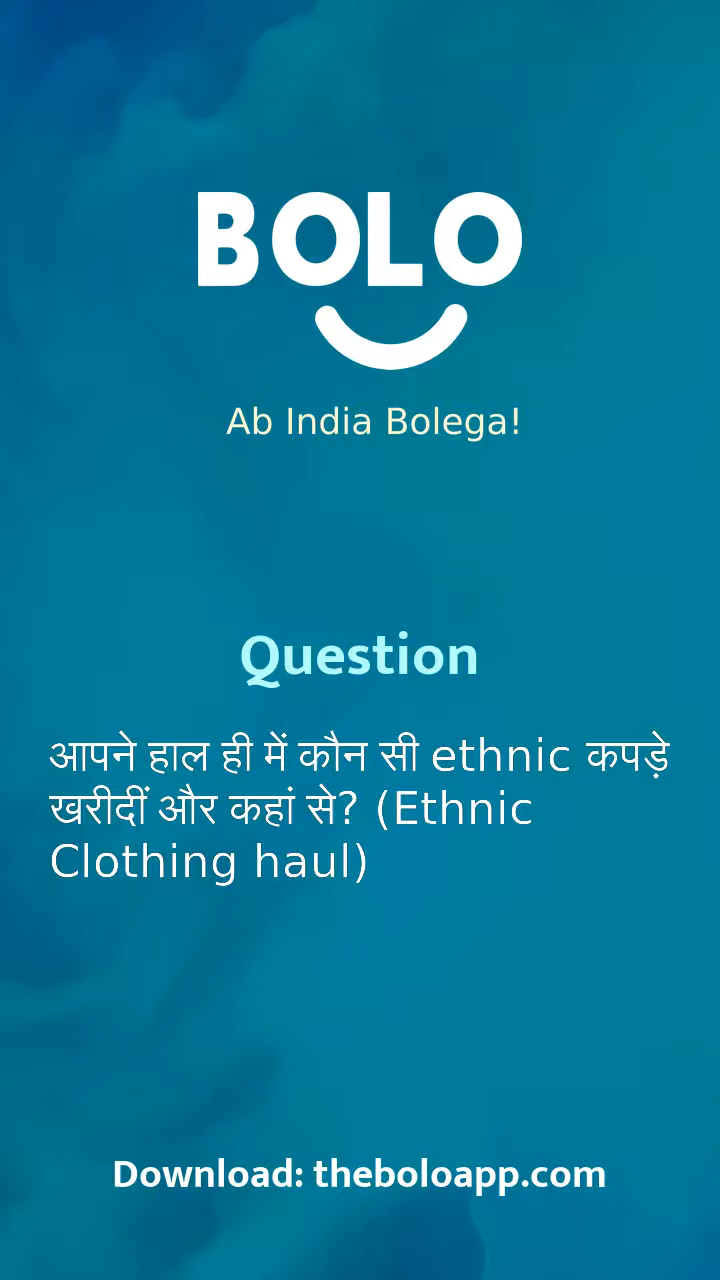 BOLO
Ab India Bolega!
Question
आपने हाल ही में कौन सी ethnic कपड़े
खरीदीं और कहां से? (Ethnic
Clothing haul)
Download: theboloapp.com